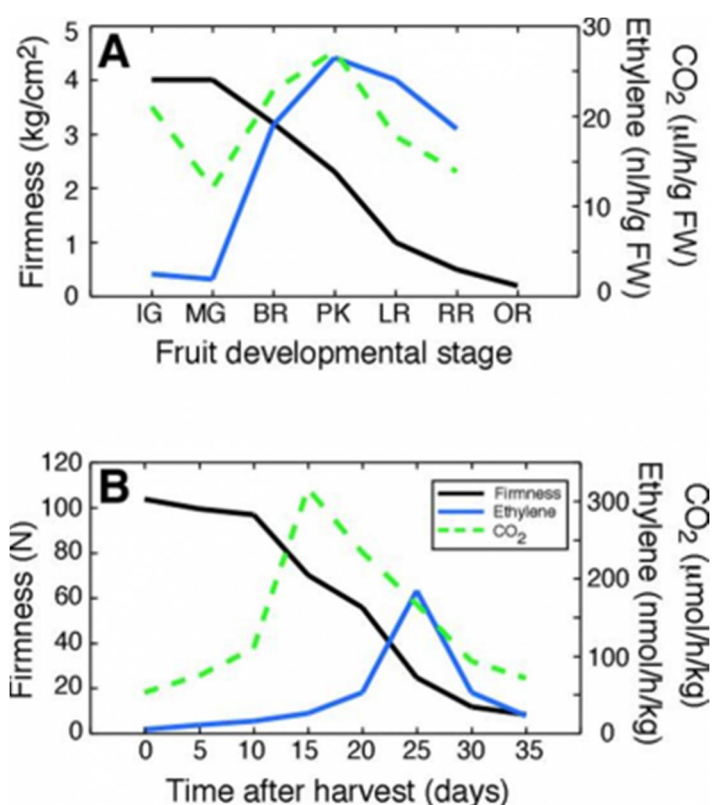 A
5
4
3
2
1
0
Firmness (kg/cm2)
30
20
10
0
Ethylene (nl/h/g FW)
CO2 (µl/h/g FW)
IG MG BR PK LR RR OR
Fruit developmental stage
B
120
100
80
60
40
20
0
Firmness (N)
Firmness
Ethylene
CO2
300
200
100
0
Ethylene (nmol/h/kg)
CO2 (µmol/h/kg)
0 5 10 15 20 25 30 35
Time after harvest (days)